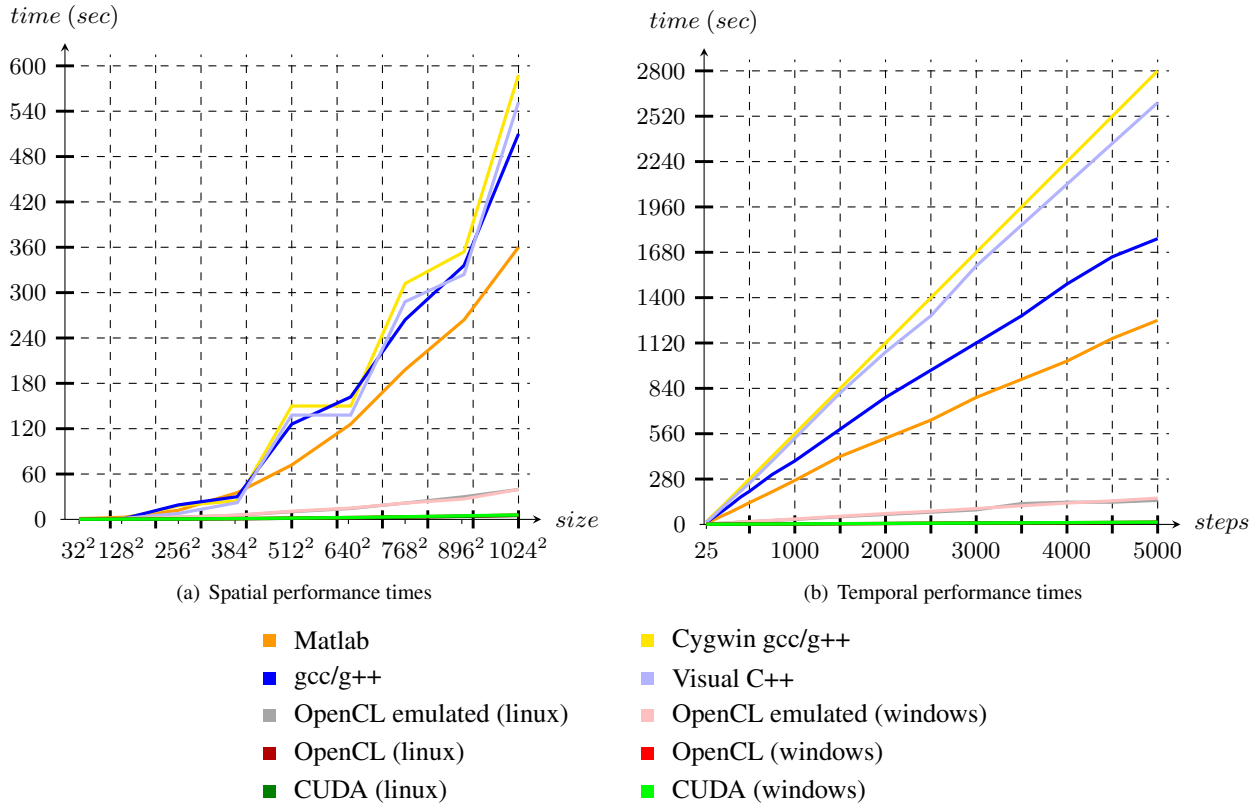 time (sec)
600
540
480
420
360
300
240
180
120
60
0
32² 128² 256² 384² 512² 640² 768² 896² 1024²
size
(a) Spatial performance times
time (sec)
2800
2520
2240
1960
1680
1400
1120
840
560
280
0
25 1000 2000 3000 4000 5000
steps
(b) Temporal performance times
Matlab
gcc/g++
OpenCL emulated (linux)
OpenCL (linux)
CUDA (linux)
Cygwin gcc/g++
Visual C++
OpenCL emulated (windows)
OpenCL (windows)
CUDA (windows)